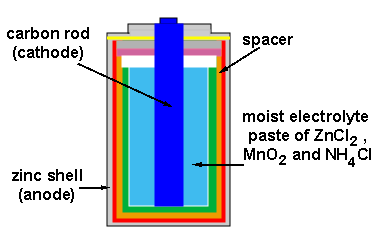 carbon rod
(cathode)
spacer
moist electrolyte
paste of ZnCl₂ ,
MnO₂ and NH₄Cl
zinc shell
(anode)